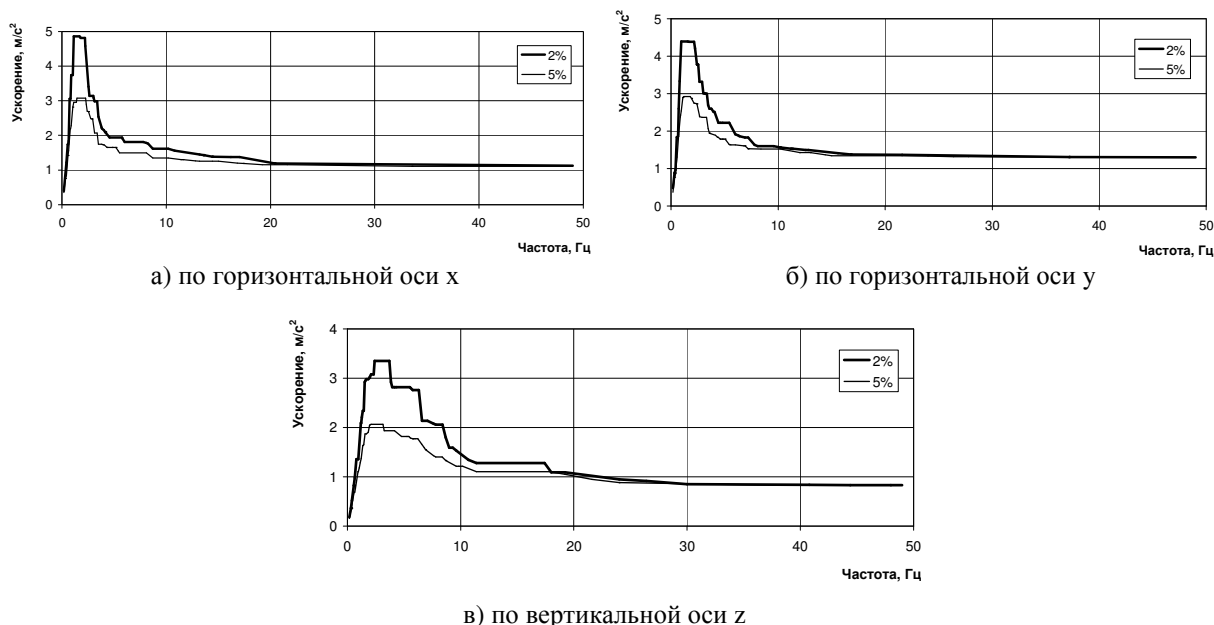 Ускорение, м/с²
5
4
3
2
1
0
0 10 20 30 40 50
2%
5%
Частота, Гц
а) по горизонтальной оси x
Ускорение, м/с²
5
4
3
2
1
0
0 10 20 30 40 50
2%
5%
Частота, Гц
б) по горизонтальной оси y
Ускорение, м/с²
4
3
2
1
0
0 10 20 30 40 50
2%
5%
Частота, Гц
в) по вертикальной оси z